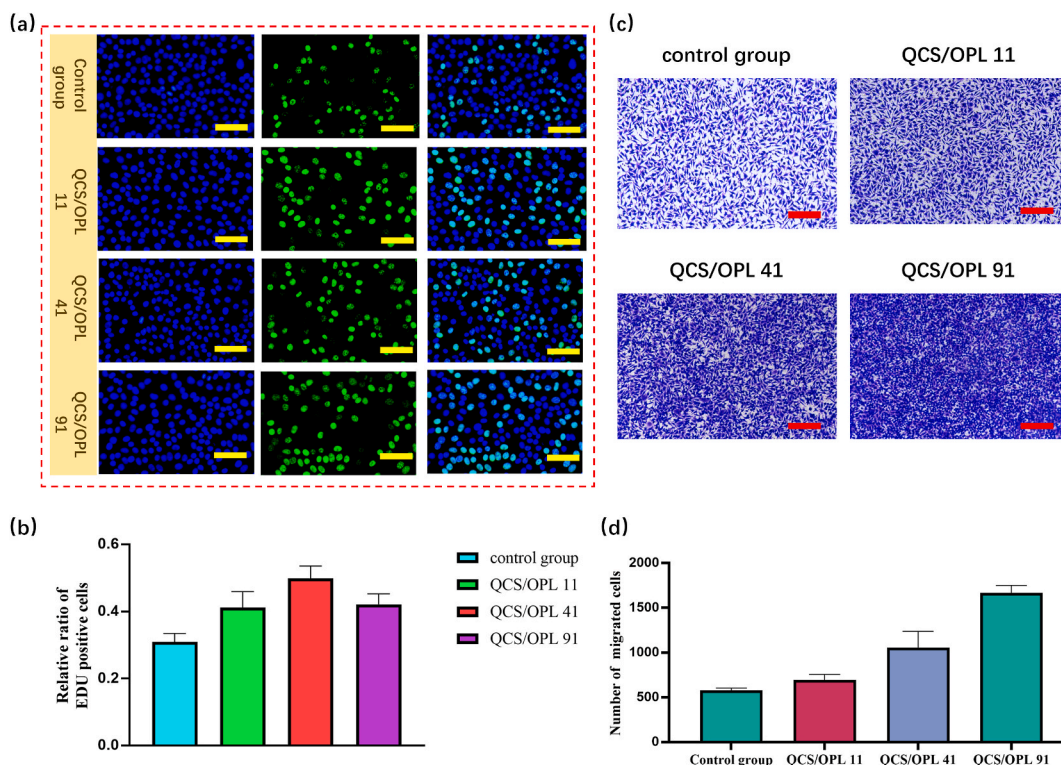 (a)
Control
group
QCS/OPL
11
QCS/OPL
41
QCS/OPL
91
(c)
control group
QCS/OPL 11
QCS/OPL 41
QCS/OPL 91
(b)
Relative ratio of
EDU positive cells
0.6
0.4
0.2
0.0
control group
QCS/OPL 11
QCS/OPL 41
QCS/OPL 91
(d)
Number of migrated cells
2000
1500
1000
500
0
Control group
QCS/OPL 11
QCS/OPL 41
QCS/OPL 91